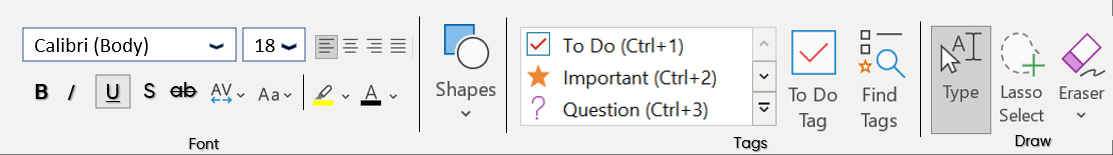 Calibri (Body)
18
B I U S ab AV Aa A
Font
Shapes
To Do (Ctrl+1)
Important (Ctrl+2)
? Question (Ctrl+3)
To Do
Tag
Find
Tags
Tags
A
Type
Lasso
Select
Eraser
Draw